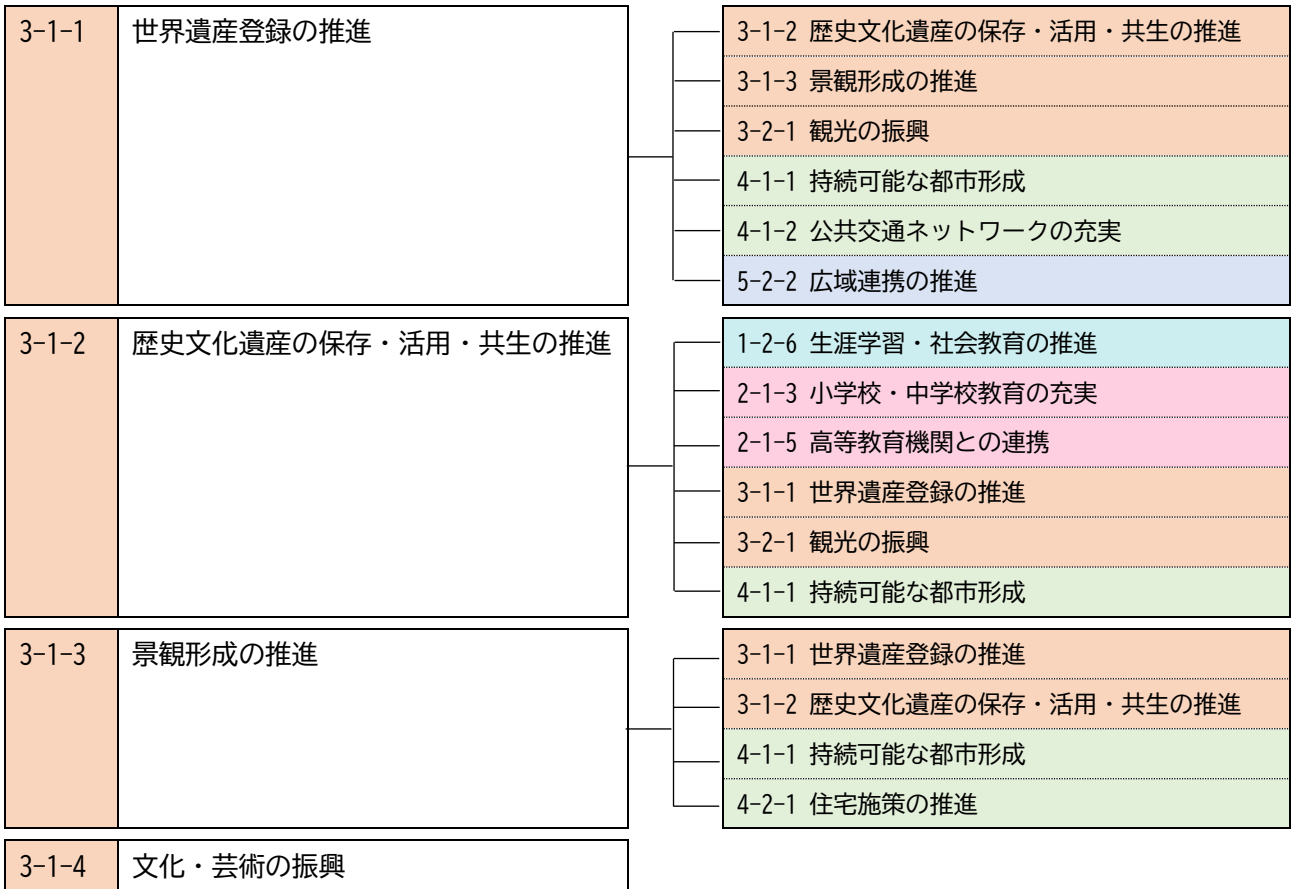 3-1-1 世界遺産登録の推進
3-1-2 歴史文化遺産の保存・活用・共生の推進
3-1-3 景観形成の推進
3-2-1 観光の振興
4-1-1 持続可能な都市形成
4-1-2 公共交通ネットワークの充実
5-2-2 広域連携の推進
3-1-2 歴史文化遺産の保存・活用・共生の推進
1-2-6 生涯学習・社会教育の推進
2-1-3 小学校・中学校教育の充実
2-1-5 高等教育機関との連携
3-1-1 世界遺産登録の推進
3-2-1 観光の振興
4-1-1 持続可能な都市形成
3-1-3 景観形成の推進
3-1-1 世界遺産登録の推進
3-1-2 歴史文化遺産の保存・活用・共生の推進
4-1-1 持続可能な都市形成
4-2-1 住宅施策の推進
3-1-4 文化・芸術の振興